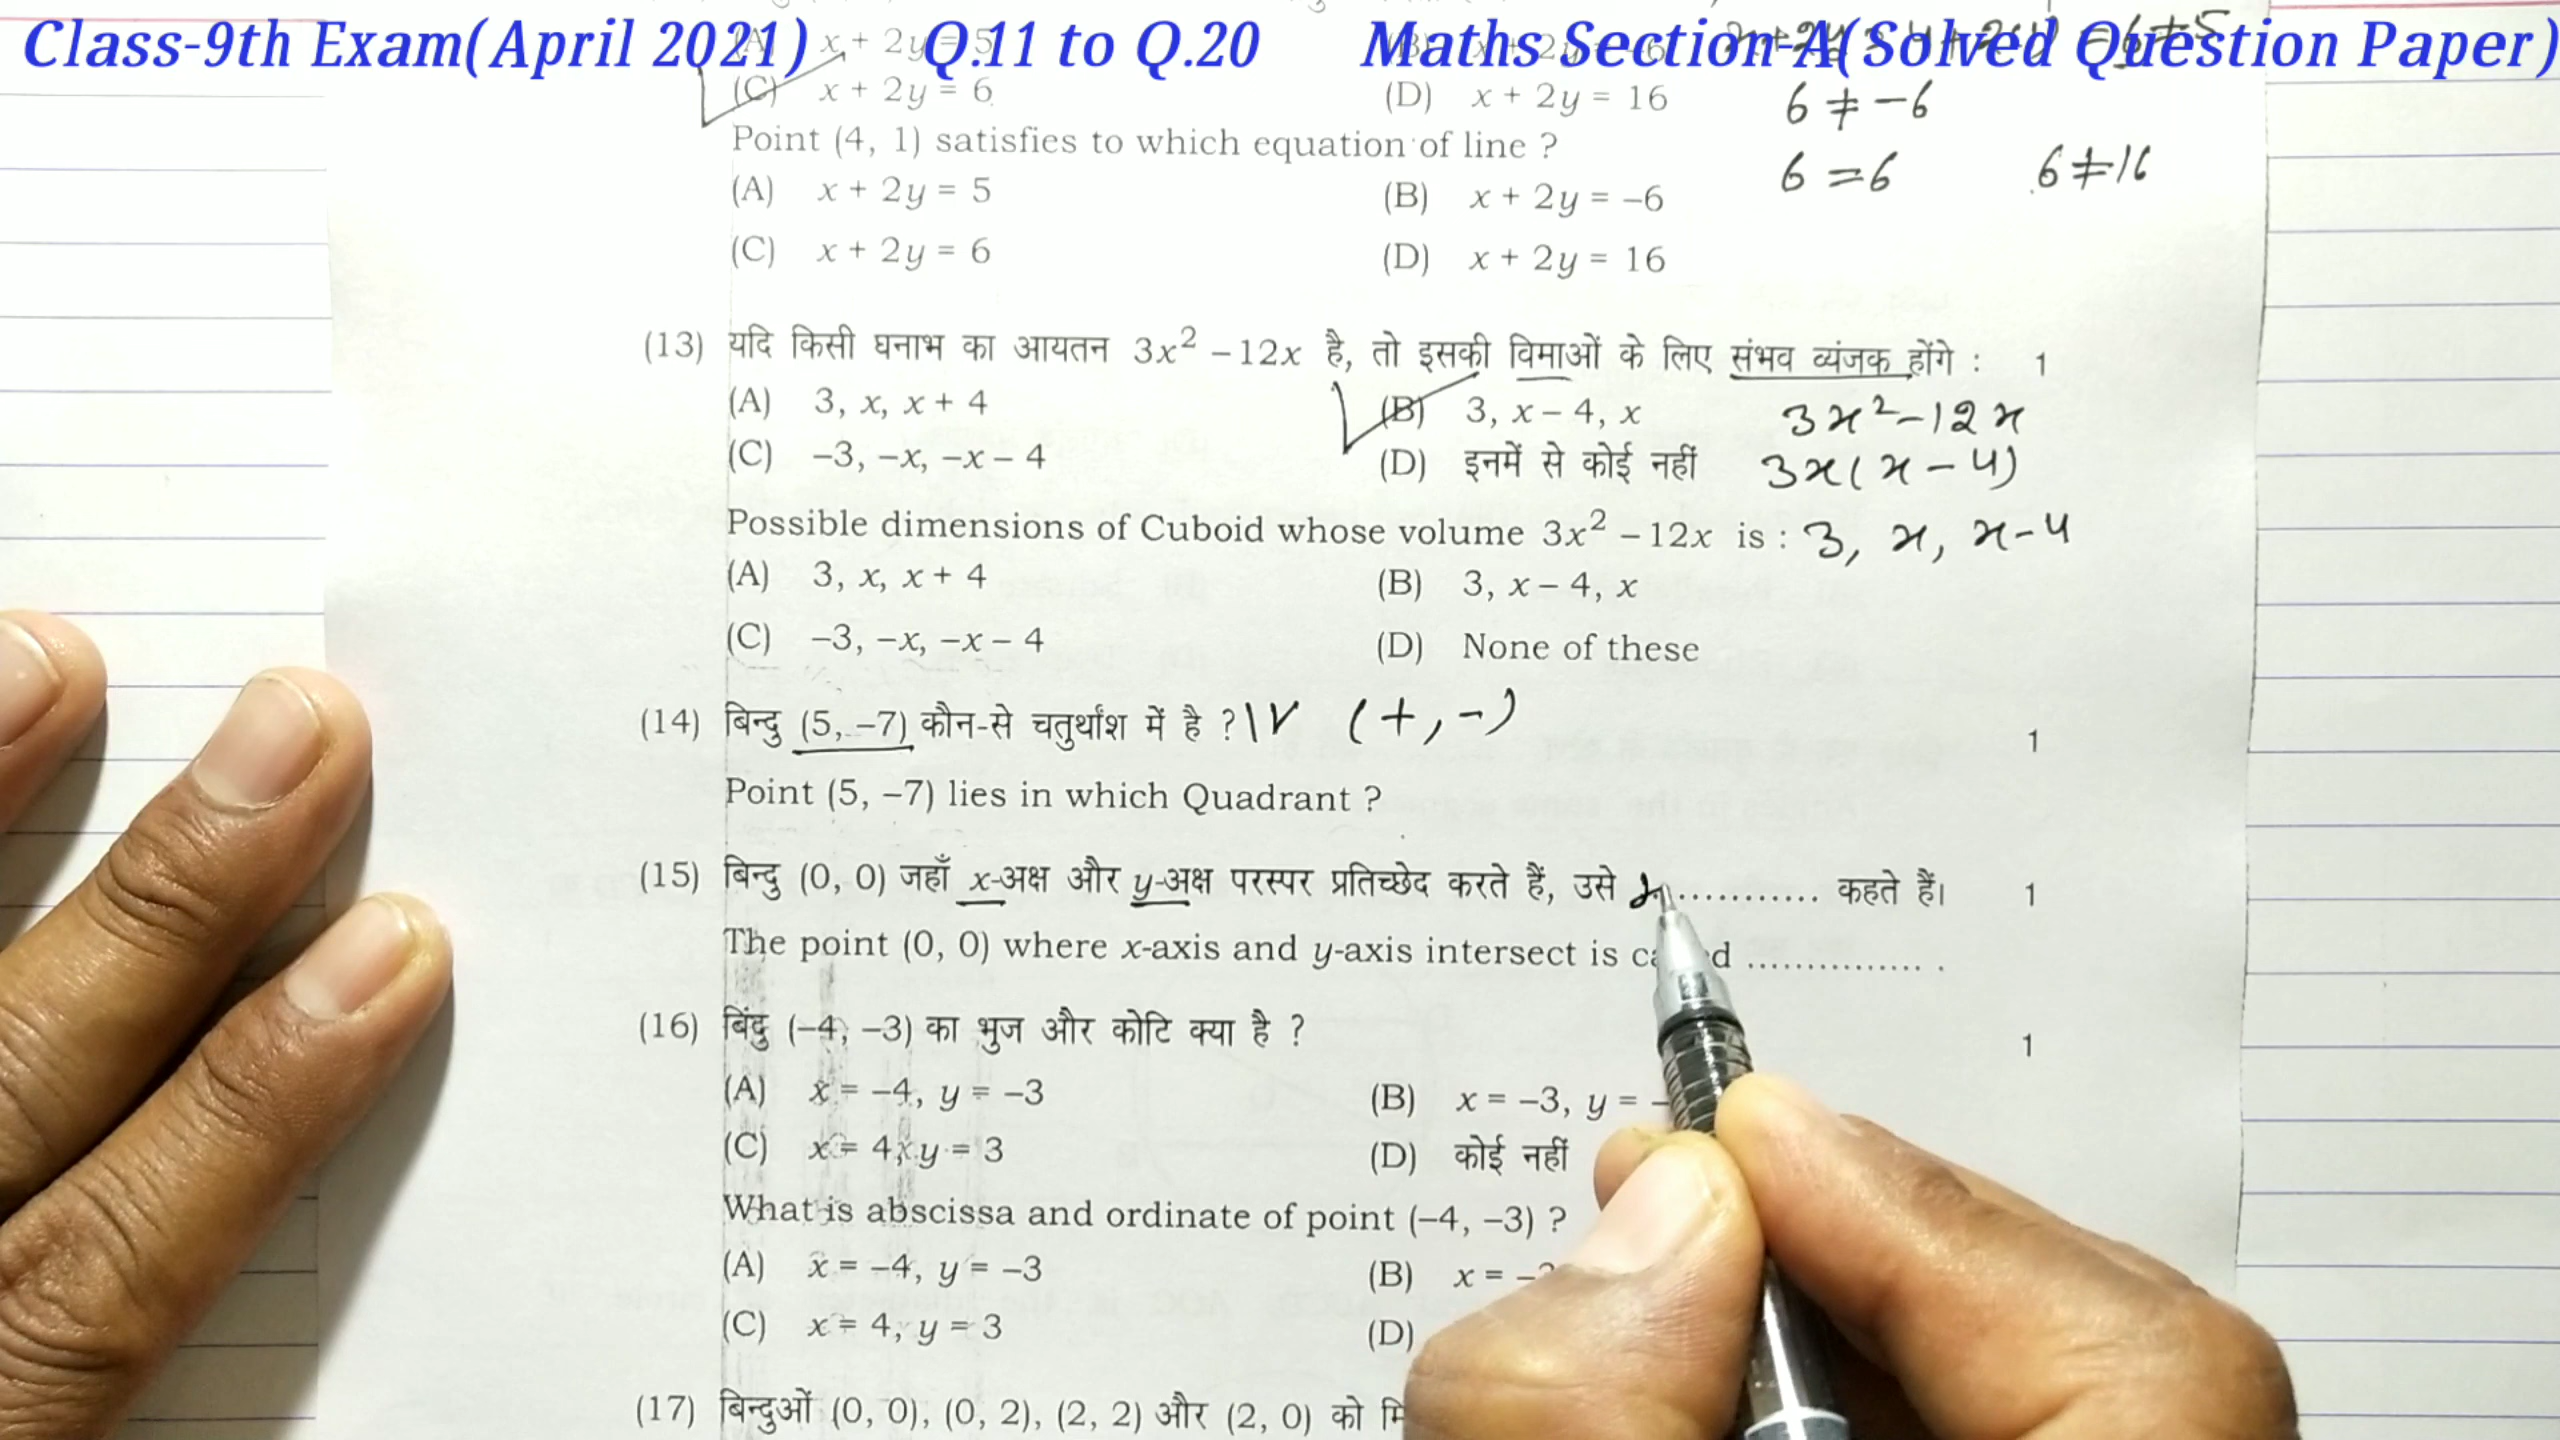 Class-9th Exam(April 2021) Q.11 to Q.20 Maths Section-A(Solved Question Paper)
(A) x + 2y = 5
(C) x + 2y = 6
(D) x + 2y = 16
6 ≠ -6
Point (4, 1) satisfies to which equation of line ?
6 = 6 6 ≠ 16
(A) x + 2y = 5 (B) x + 2y = –6
(C) x + 2y = 6 (D) x + 2y = 16
(13) यदि किसी घनाभ का आयतन 3x² – 12x है, तो इसकी विमाओं के लिए संभव व्यंजक होंगे : 1
(A) 3, x, x + 4 (B) 3, x – 4, x 3x²-12x
(C) –3, –x, –x – 4 (D) इनमें से कोई नहीं 3x(x-4)
Possible dimensions of Cuboid whose volume 3x² – 12x is : 3, x, x-4
(A) 3, x, x + 4 (B) 3, x – 4, x
(C) –3, –x, –x – 4 (D) None of these
(14) बिन्दु (5, –7) कौन-से चतुर्थांश में है ? IV (+,-) 1
Point (5, –7) lies in which Quadrant ?
(15) बिन्दु (0, 0) जहाँ x-अक्ष और y-अक्ष परस्पर प्रतिच्छेद करते हैं, उसे ............ कहते हैं। 1
The point (0, 0) where x-axis and y-axis intersect is ................ .
(16) बिंदु (–4, –3) का भुज और कोटि क्या है ? 1
(A) x = –4, y = –3 (B) x = –3, y = –
(C) x = 4, y = 3 (D) कोई नहीं
What is abscissa and ordinate of point (–4, –3) ?
(A) x = –4, y = –3 (B) x = –
(C) x = 4, y = 3 (D)
(17) बिन्दुओं (0, 0), (0, 2), (2, 2) और (2, 0) को